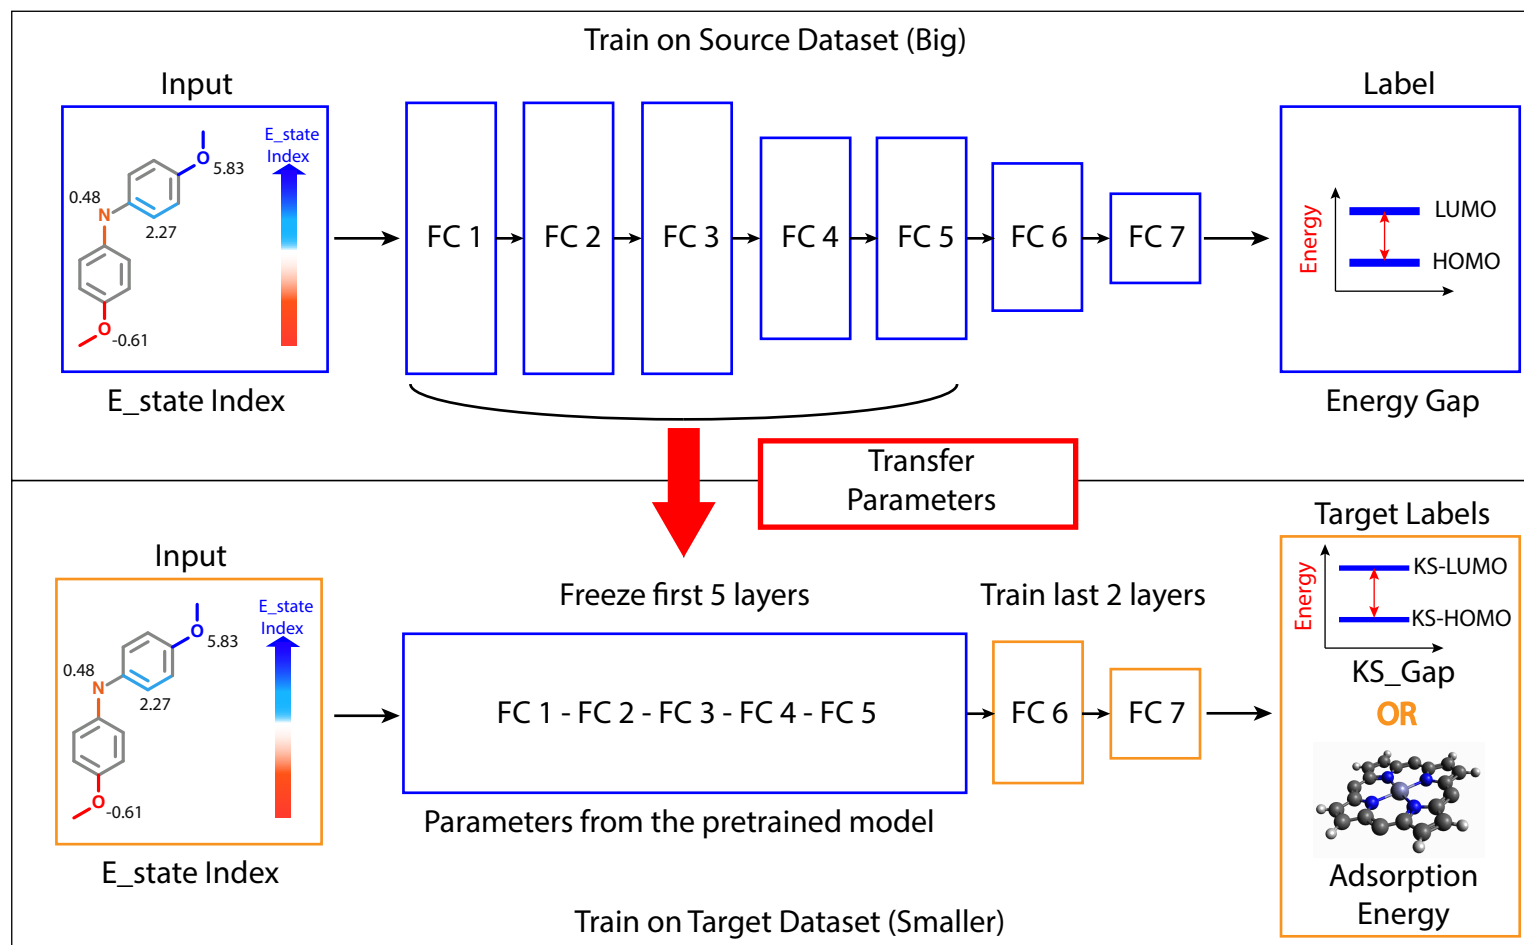 Train on Source Dataset (Big)
Input
Label
E_state
Index
O
5.83
0.48
N
2.27
O
-0.61
E_state Index
FC 1
FC 2
FC 3
FC 4
FC 5
FC 6
FC 7
Energy
LUMO
HOMO
Energy Gap
Transfer
Parameters
Input
Target Labels
E_state
Index
O
5.83
0.48
N
2.27
O
-0.61
E_state Index
Freeze first 5 layers
Train last 2 layers
FC 1 - FC 2 - FC 3 - FC 4 - FC 5
FC 6
FC 7
Parameters from the pretrained model
Energy
KS-LUMO
KS-HOMO
KS_Gap
OR
Adsorption
Energy
Train on Target Dataset (Smaller)